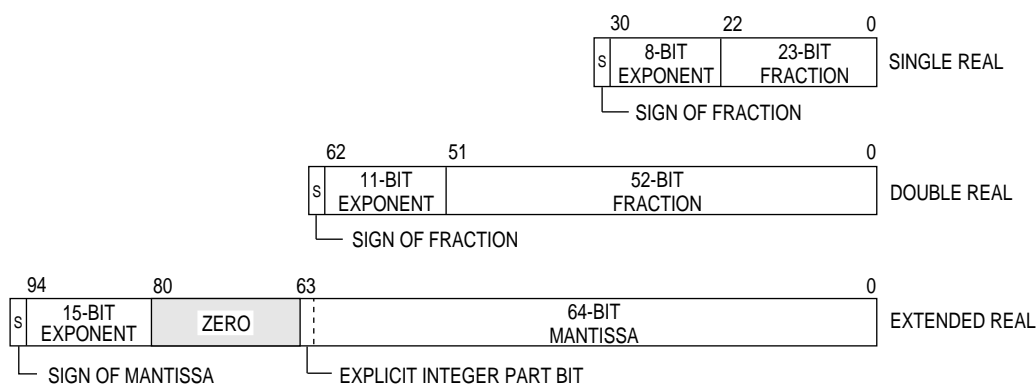 30 22 0
S 8-BIT EXPONENT 23-BIT FRACTION SINGLE REAL
SIGN OF FRACTION
62 51 0
S 11-BIT EXPONENT 52-BIT FRACTION DOUBLE REAL
SIGN OF FRACTION
94 80 63 0
S 15-BIT EXPONENT ZERO 64-BIT MANTISSA EXTENDED REAL
SIGN OF MANTISSA EXPLICIT INTEGER PART BIT